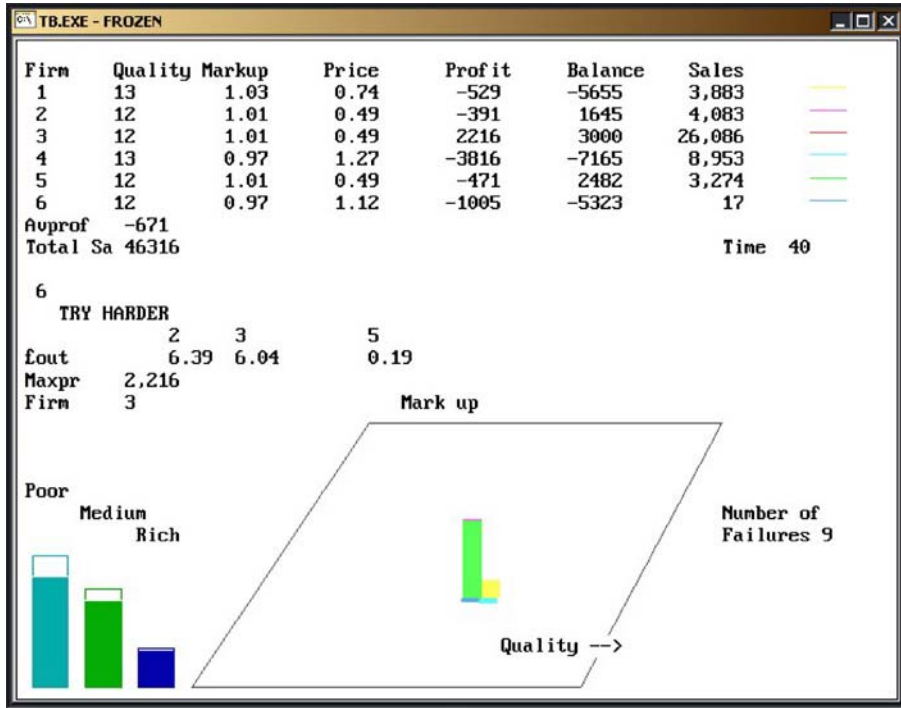 TB.EXE - FROZEN
Firm Quality Markup Price Profit Balance Sales
1 13 1.03 0.74 -529 -5655 3,883
2 12 1.01 0.49 -391 1645 4,083
3 12 1.01 0.49 2216 3000 26,086
4 13 0.97 1.27 -3816 -7165 8,953
5 12 1.01 0.49 -471 2482 3,274
6 12 0.97 1.12 -1005 -5323 17
Avprof -671
Total Sa 46316 Time 40
6
TRY HARDER
2 3 5
£out 6.39 6.04 0.19
Maxpr 2,216
Firm 3 Mark up
Poor
Medium Number of
Rich Failures 9
Quality -->